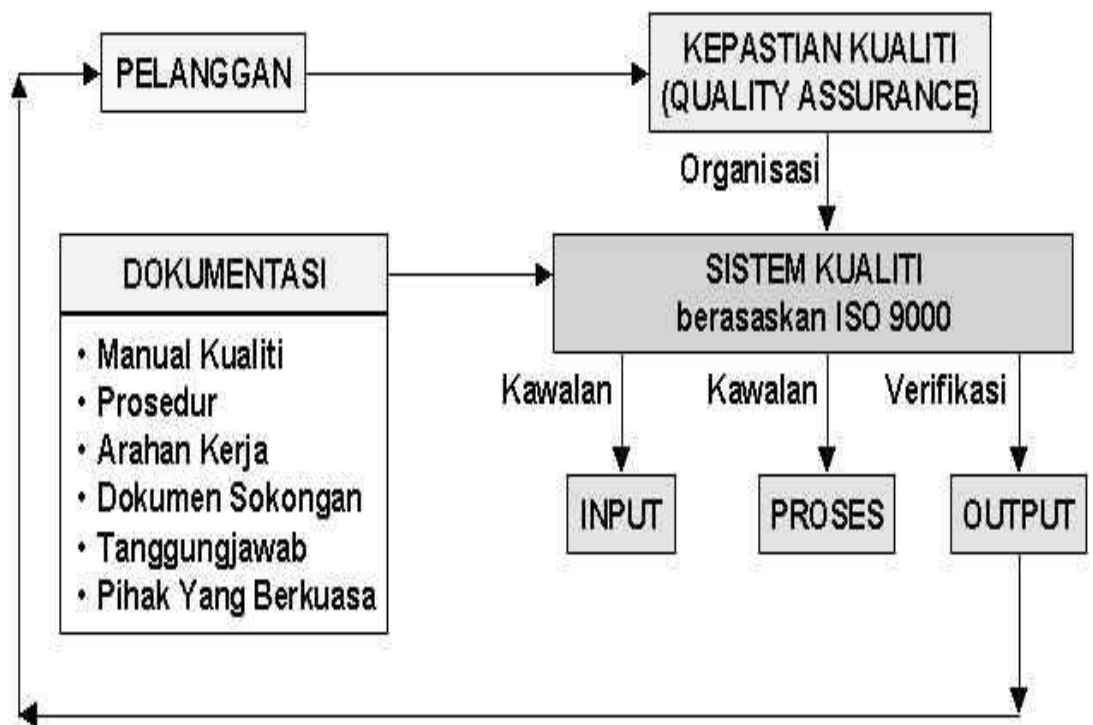 PELANGGAN
KEPASTIAN KUALITI
(QUALITY ASSURANCE)
Organisasi
DOKUMENTASI
• Manual Kualiti
• Prosedur
• Arahan Kerja
• Dokumen Sokongan
• Tanggungjawab
• Pihak Yang Berkuasa
SISTEM KUALITI
berasaskan ISO 9000
Kawalan
Kawalan
Verifikasi
INPUT
PROSES
OUTPUT